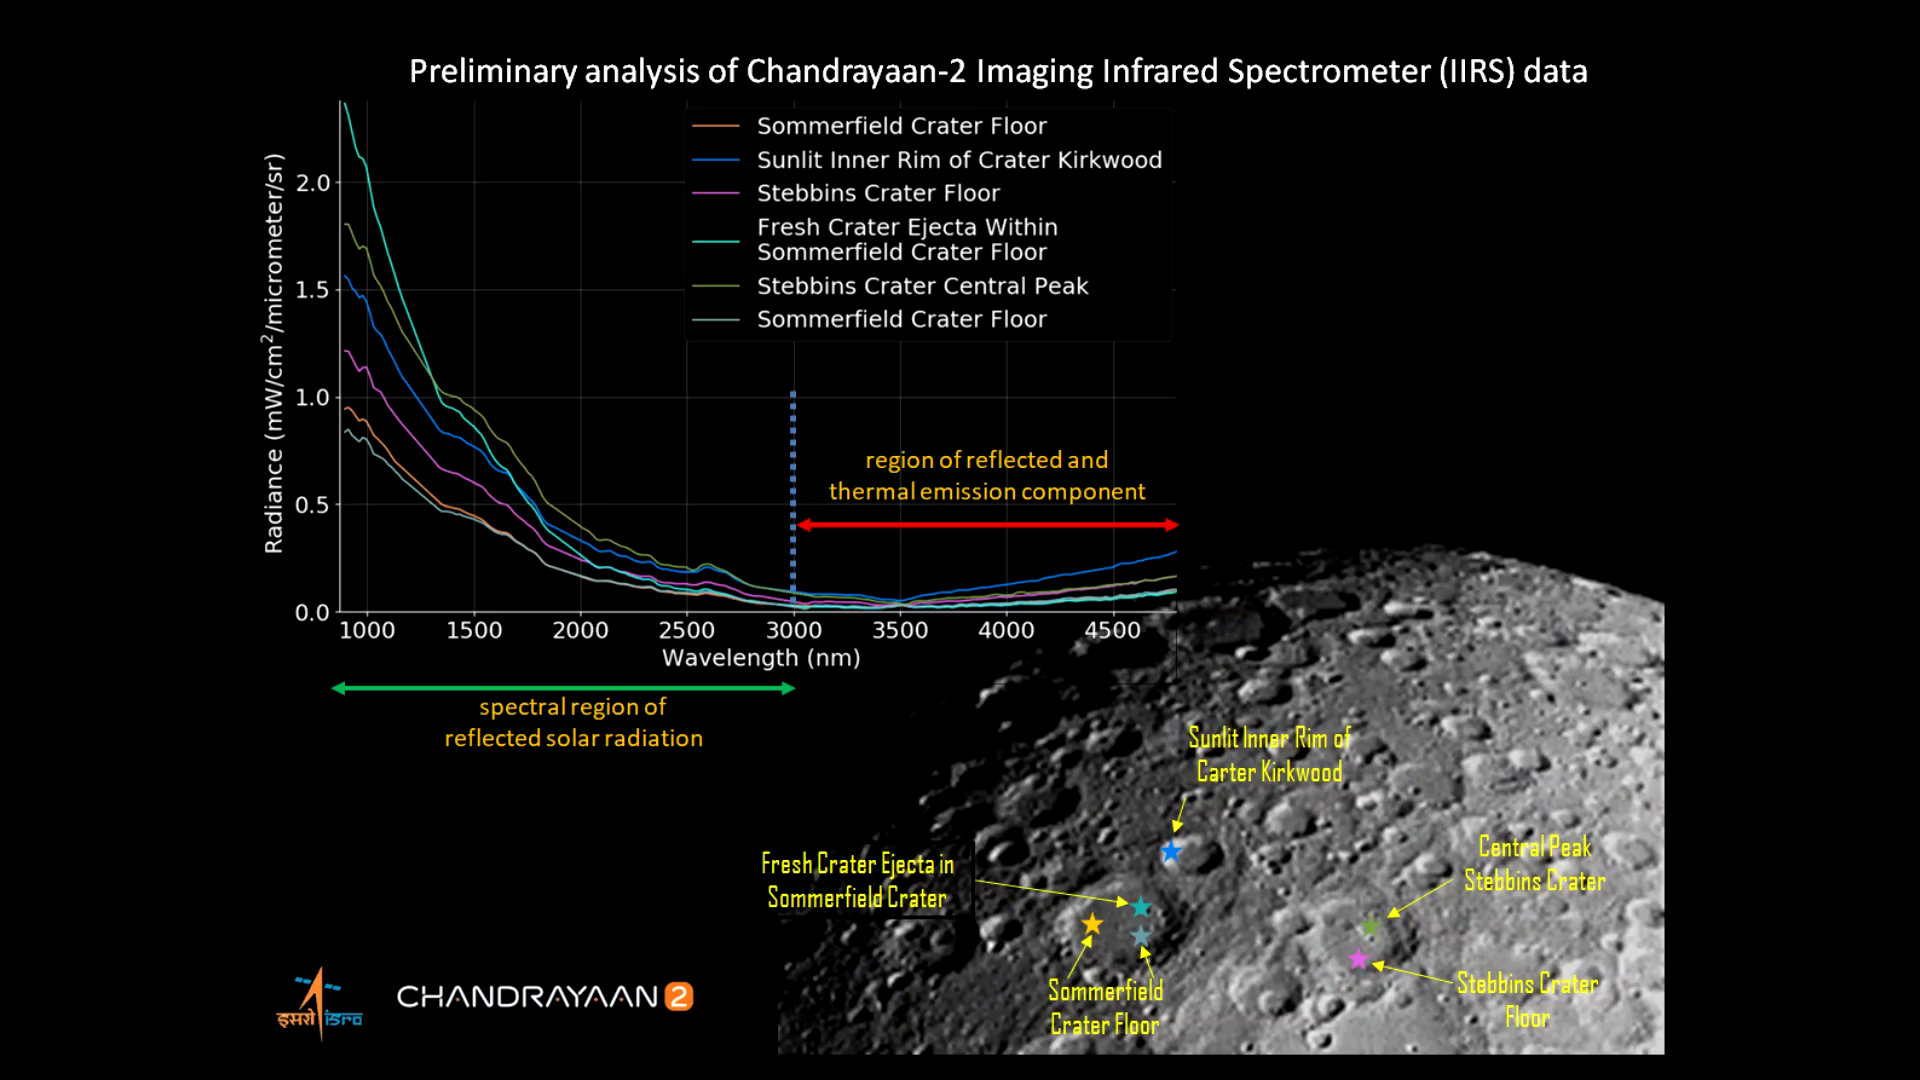 Preliminary analysis of Chandrayaan-2 Imaging Infrared Spectrometer (IIRS) data
Sommerfield Crater Floor
Sunlit Inner Rim of Crater Kirkwood
Stebbins Crater Floor
Fresh Crater Ejecta Within
Sommerfield Crater Floor
Stebbins Crater Central Peak
Sommerfield Crater Floor
Radiance (mW/cm²/micrometer/sr)
2.0
1.5
1.0
0.5
0.0
region of reflected and
thermal emission component
1000 1500 2000 2500 3000 3500 4000 4500
Wavelength (nm)
spectral region of
reflected solar radiation
Sunlit Inner Rim of
Carter Kirkwood
Fresh Crater Ejecta in
Sommerfield Crater
Central Peak
Stebbins Crater
Sommerfield
Crater Floor
Stebbins Crater
Floor
इसरो isro
CHANDRAYAAN 2